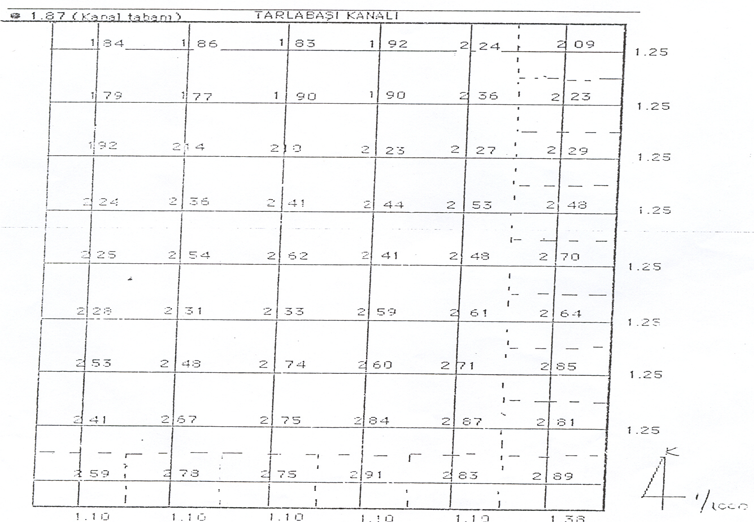 1.87 (Kanal tabanı) TARLABAŞI KANALI
1.84 1.86 1.83 1.92 2.24 2.09
1.25
1.79 1.77 1.90 1.90 2.36 2.23
1.25
1.92 2.14 2.10 2.23 2.27 2.29
1.25
2.24 2.36 2.41 2.44 2.53 2.48
1.25
2.25 2.54 2.62 2.41 2.48 2.70
1.25
2.28 2.31 2.33 2.59 2.61 2.64
1.25
2.53 2.48 2.74 2.60 2.71 2.85
1.25
2.41 2.67 2.75 2.84 2.87 2.81
1.25
2.59 2.78 2.75 2.91 2.83 2.89
K
1/1000
1.10 1.10 1.10 1.10 1.10 1.38